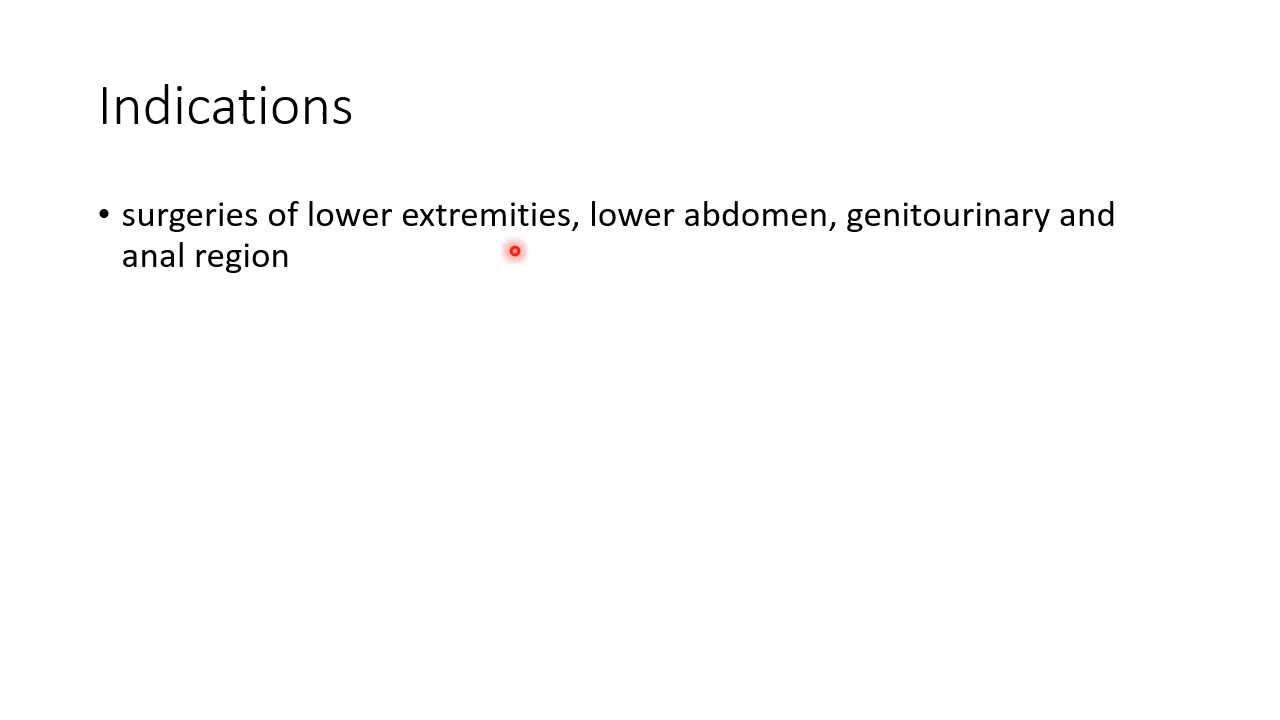 Indications
• surgeries of lower extremities, lower abdomen, genitourinary and
anal region